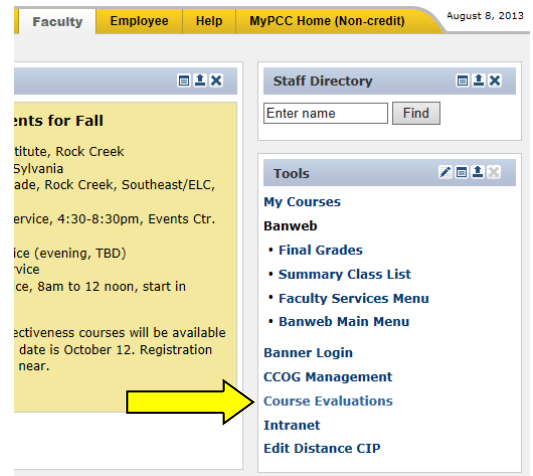 Faculty Employee Help MyPCC Home (Non-credit) August 8, 2013
Staff Directory
Enter name Find
ents for Fall
titute, Rock Creek
Sylvania
ade, Rock Creek, Southeast/ELC,
ervice, 4:30-8:30pm, Events Ctr.
ice (evening, TBD)
rvice
ce, 8am to 12 noon, start in
ectiveness courses will be available
date is October 12. Registration
near.
Tools
My Courses
Banweb
• Final Grades
• Summary Class List
• Faculty Services Menu
• Banweb Main Menu
Banner Login
CCOG Management
Course Evaluations
Intranet
Edit Distance CIP